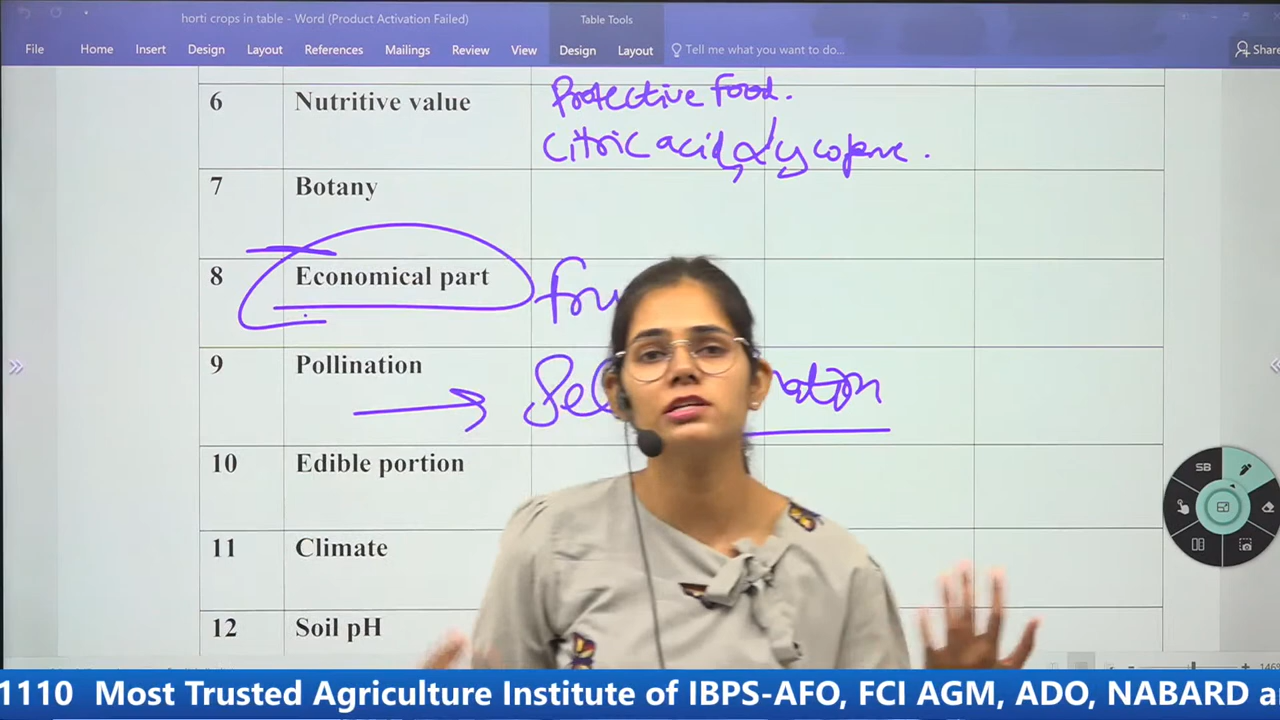 horti crops in table - Word (Product Activation Failed)
Table Tools
File Home Insert Design Layout References Mailings Review View Design Layout Tell me what you want to do... Share
6 Nutritive value Protective food.
Citric acid, lycopene.
7 Botany
8 Economical part
9 Pollination
10 Edible portion
11 Climate
12 Soil pH
SB
146%
1110 Most Trusted Agriculture Institute of IBPS-AFO, FCI AGM, ADO, NABARD